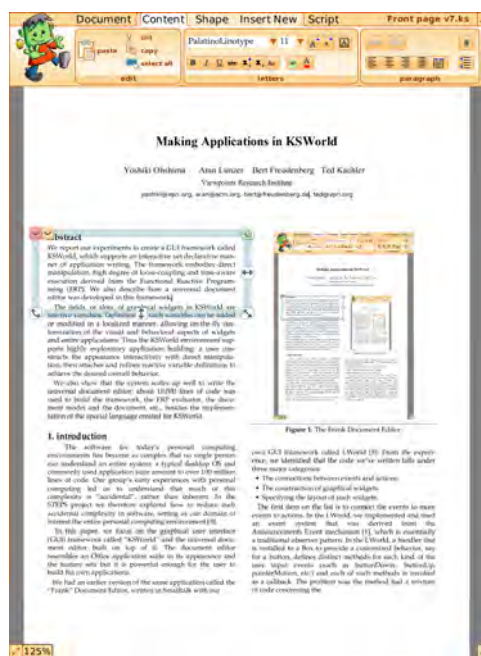 Document Content Shape Insert New Script Front page v7.ks
cut
paste copy
select all
PalatinoLinotype 11
B I U
edit letters paragraph
Making Applications in KSWorld
Yoshiki Ohshima Aran Lunzer Bert Freudenberg Ted Kaehler
Viewpoints Research Institute
yoshiki@vpri.org, aran@acm.org, bert@freudenberg.de, ted@vpri.org
Abstract
We report our experiments to create a GUI framework called
KSWorld, which supports an interactive yet declarative man-
ner of application writing. The framework embodies direct
manipulation, high degree of loose-coupling and time-aware
execution derived from the Functional Reactive Program-
ming (FRP). We also describe how a universal document
editor was developed in this framework.
The fields, or slots, of graphical widgets in KSWorld are
reactive variables. Definitions of such variables can be added
or modified in a localized manner, allowing on-the-fly cus-
tomization of the visual and behavioral aspects of widgets
and entire applications. Thus the KSWorld environment sup-
ports highly exploratory application building: a user con-
structs the appearance interactively with direct manipula-
tion, then attaches and refines reactive variable definitions to
achieve the desired overall behavior.
We also show that the system scales up well to write the
universal document editor: about 10,000 lines of code was
used to build the framework, the FRP evaluator, the docu-
ment model and the document, etc., besides the implemen-
tation of the special language created for KSWorld.
1. Introduction
The software for today's personal computing
environments has become so complex that no single person
can understand an entire system: a typical desktop OS and
commonly used application suite amount to over 100 million
lines of code. Our group's early experiences with personal
computing led us to understand that much of this
complexity is "accidental", rather than inherent. In the
STEPS project we therefore explored how to reduce such
accidental complexity in software, setting as our domain of
interest the entire personal computing environment
In this paper, we focus on the graphical user interface
(GUI) framework called "KSWorld" and the universal docu-
ment editor built on top of it. The document editor
resembles an Office application suite in its appearance and
the feature sets but it is powerful enough for the user to
build his own applications.
We had an earlier version of the same application called the
"Frank" Document Editor, written in Smalltalk with our
Figure 1. The Frank Document Editor.
own GUI framework called LWorld From the experi-
ence, we identified that the code we've written falls under
three major categories:
• The connections between events and actions.
• The construction of graphical widgets.
• Specifying the layout of such widgets.
The first item on the list is to connect the events to more
events to actions. In the LWorld, we implemented and used
an event system that was derived from the
Announcements Event mechanism which is essentially
a traditional observer pattern. In the LWorld, a handler that
is installed to a Box to provide a customized behavior, say
for a button, defines distinct methods for each kind of the
user input events (such as buttonDown, buttonUp,
pointerMotion, etc.) and each of such methods is invoked
as a callback. The problem was the method had a mixture
of code concerning the
125%